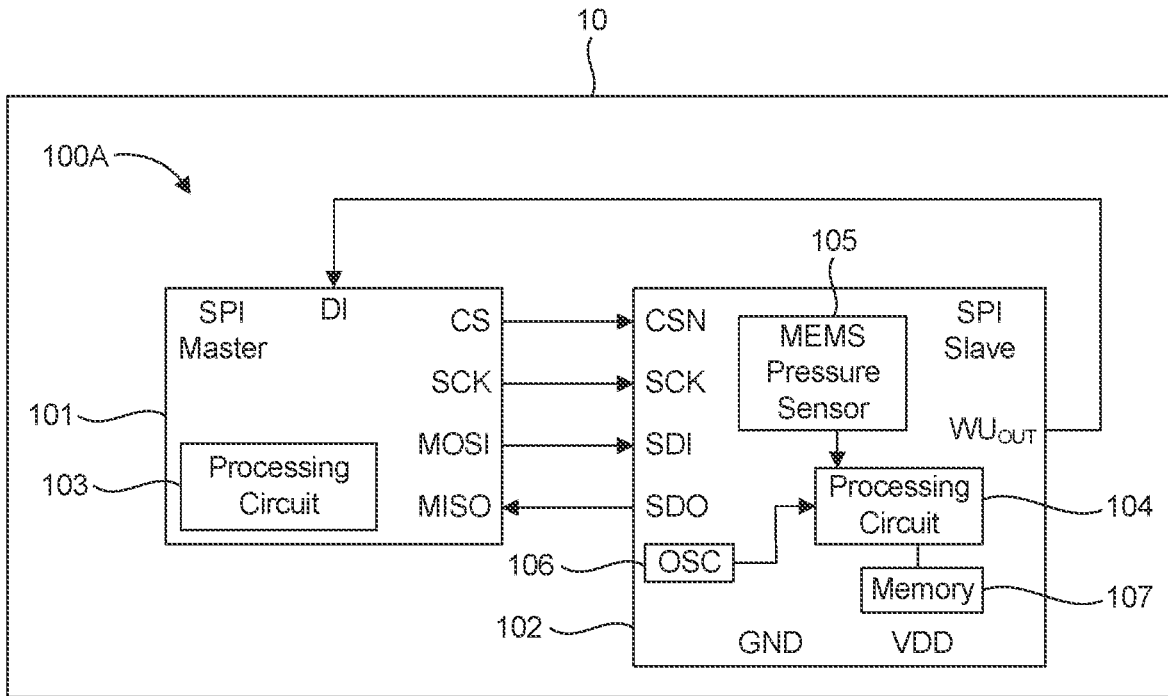 10
100A
105
SPI
Master
DI
CS
SCK
MOSI
MISO
101
Processing
Circuit
103
CSN
SCK
SDI
SDO
MEMS
Pressure
Sensor
SPI
Slave
WUOUT
Processing
Circuit
104
OSC
106
Memory
107
102
GND
VDD